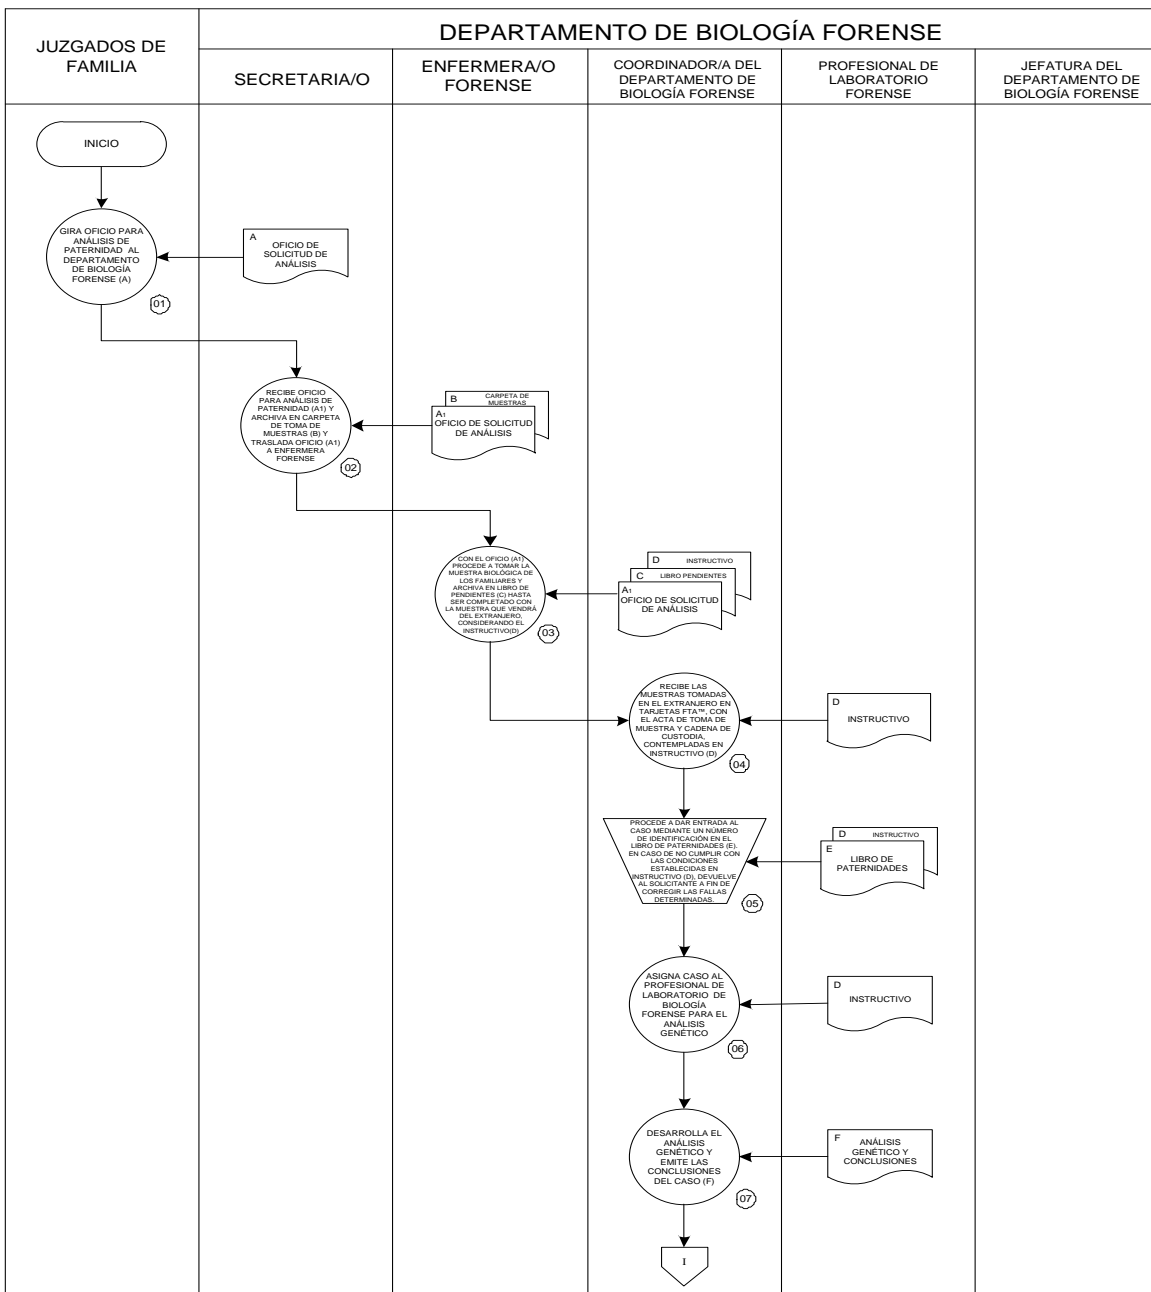 JUZGADOS DE
FAMILIA
DEPARTAMENTO DE BIOLOGÍA FORENSE
SECRETARIA/O
ENFERMERA/O
FORENSE
COORDINADOR/A DEL
DEPARTAMENTO DE
BIOLOGÍA FORENSE
PROFESIONAL DE
LABORATORIO
FORENSE
JEFATURA DEL
DEPARTAMENTO DE
BIOLOGÍA FORENSE
INICIO
GIRA OFICIO PARA
ANÁLISIS DE
PATERNIDAD AL
DEPARTAMENTO
DE BIOLOGÍA
FORENSE (A)
01
A
OFICIO DE
SOLICITUD DE
ANÁLISIS
RECIBE OFICIO
PARA ANÁLISIS DE
PATERNIDAD (A1) Y
ARCHIVA EN CARPETA
DE TOMA DE
MUESTRAS (B) Y
TRASLADA OFICIO (A1)
A ENFERMERA
FORENSE
02
B
CARPETA DE
MUESTRAS
A1
OFICIO DE SOLICITUD
DE ANÁLISIS
CON EL OFICIO (A1)
PROCEDE A TOMAR LA
MUESTRA BIOLÓGICA DE
LOS FAMILIARES Y
ARCHIVA EN LIBRO DE
PENDIENTES (C) HASTA
SER COMPLETADO CON
LA MUESTRA QUE VENDRÁ
DEL EXTRANJERO,
CONSIDERANDO EL
INSTRUCTIVO(D)
03
D INSTRUCTIVO
C LIBRO PENDIENTES
A1
OFICIO DE SOLICITUD
DE ANÁLISIS
RECIBE LAS
MUESTRAS TOMADAS
EN EL EXTRANJERO EN
TARJETAS FTA™, CON
EL ACTA DE TOMA DE
MUESTRA Y CADENA DE
CUSTODIA,
CONTEMPLADAS EN
INSTRUCTIVO (D)
04
D
INSTRUCTIVO
PROCEDE A DAR ENTRADA AL
CASO MEDIANTE UN NÚMERO
DE IDENTIFICACIÓN EN EL
LIBRO DE PATERNIDADES (E).
EN CASO DE NO CUMPLIR CON
LAS CONDICIONES
ESTABLECIDAS EN
INSTRUCTIVO (D), DEVUELVE
AL SOLICITANTE A FIN DE
CORREGIR LAS FALLAS
DETERMINADAS.
05
D INSTRUCTIVO
E
LIBRO DE
PATERNIDADES
ASIGNA CASO AL
PROFESIONAL DE
LABORATORIO DE
BIOLOGÍA
FORENSE PARA EL
ANÁLISIS
GENÉTICO
06
D
INSTRUCTIVO
DESARROLLA EL
ANÁLISIS
GENÉTICO Y
EMITE LAS
CONCLUSIONES
DEL CASO (F)
07
F
ANÁLISIS
GENÉTICO Y
CONCLUSIONES
I